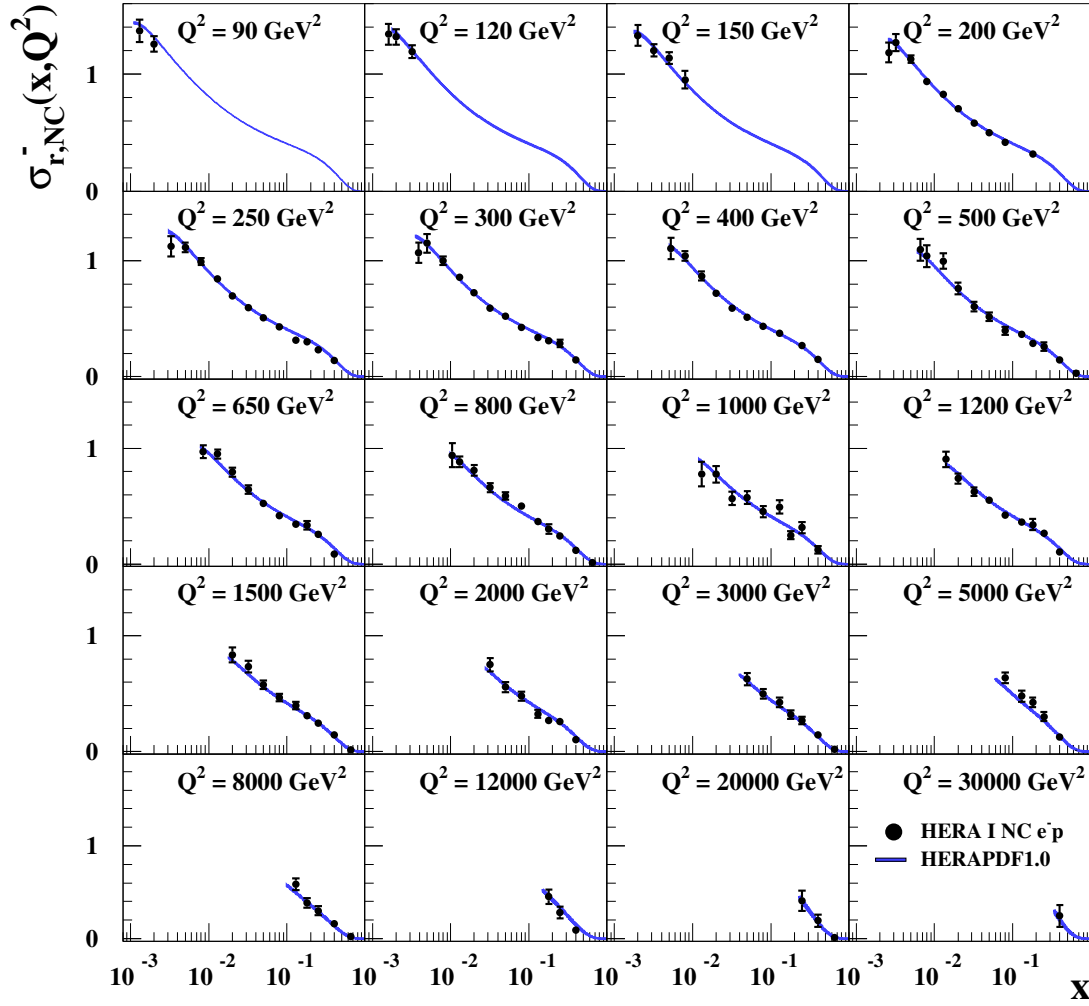 σ⁻r,NC(x,Q²)
Q² = 90 GeV²
Q² = 120 GeV²
Q² = 150 GeV²
Q² = 200 GeV²
1
0
Q² = 250 GeV²
Q² = 300 GeV²
Q² = 400 GeV²
Q² = 500 GeV²
1
0
Q² = 650 GeV²
Q² = 800 GeV²
Q² = 1000 GeV²
Q² = 1200 GeV²
1
0
Q² = 1500 GeV²
Q² = 2000 GeV²
Q² = 3000 GeV²
Q² = 5000 GeV²
1
0
Q² = 8000 GeV²
Q² = 12000 GeV²
Q² = 20000 GeV²
Q² = 30000 GeV²
1
HERA I NC e⁻p
HERAPDF1.0
0
10⁻³ 10⁻² 10⁻¹ 10⁻³ 10⁻² 10⁻¹ 10⁻³ 10⁻² 10⁻¹ 10⁻³ 10⁻² 10⁻¹ x